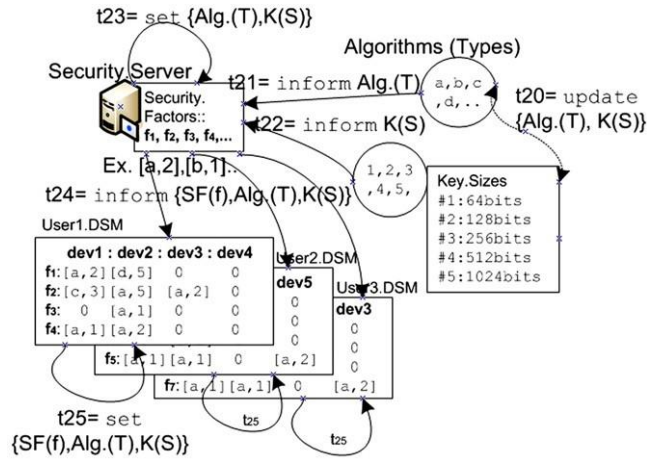 t23= set {Alg.(T),K(S)}
Algorithms (Types)
Security.Server
t21= inform Alg.(T)
a,b,c
,d,..
t20= update
{Alg.(T), K(S)}
Security.
Factors::
f1, f2, f3, f4,...
t22= inform K(S)
Ex. [a,2],[b,1]..
1,2,3
,4,5,
Key.Sizes
#1:64bits
#2:128bits
#3:256bits
#4:512bits
#5:1024bits
t24= inform {SF(f),Alg.(T),K(S)}
User1.DSM
dev1 : dev2 : dev3 : dev4
f1:[a,2][d,5] 0 0
f2:[c,3][a,5] [a,2] 0
f3: 0 [a,1] 0 0
f4:[a,1][a,2] 0 0
User2.DSM
dev5
0
0
0
0
f5:[a,1][a,1] 0 [a,2]
User3.DSM
dev3
0
0
0
0
f7:[a,1][a,1] 0 [a,2]
t25= set
{SF(f),Alg.(T),K(S)}
t25
t25